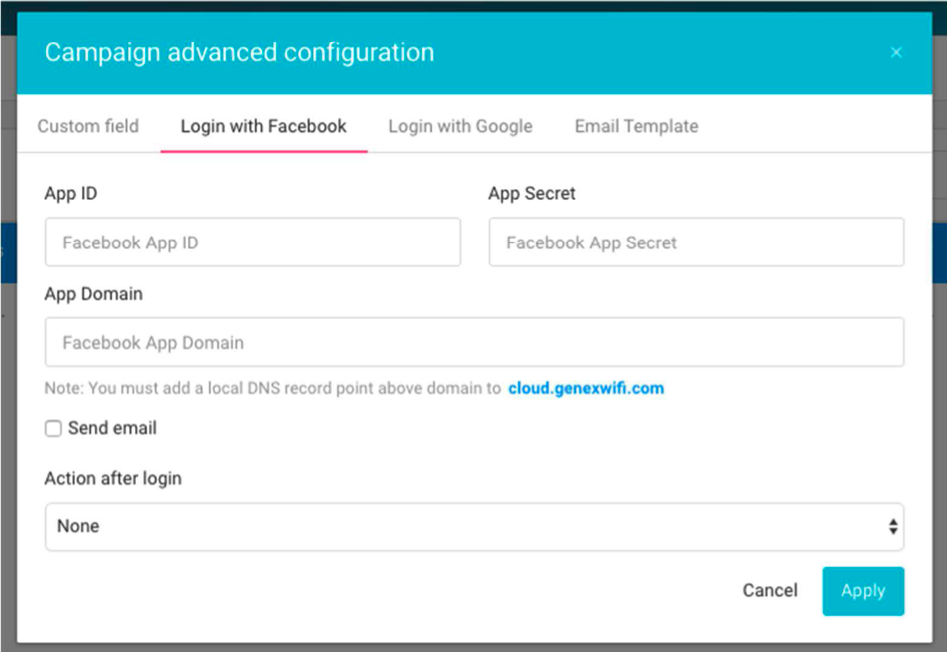 Campaign advanced configuration ×
Custom field Login with Facebook Login with Google Email Template
App ID App Secret
Facebook App ID Facebook App Secret
App Domain
Facebook App Domain
Note: You must add a local DNS record point above domain to cloud.genexwifi.com
Send email
Action after login
None
Cancel Apply